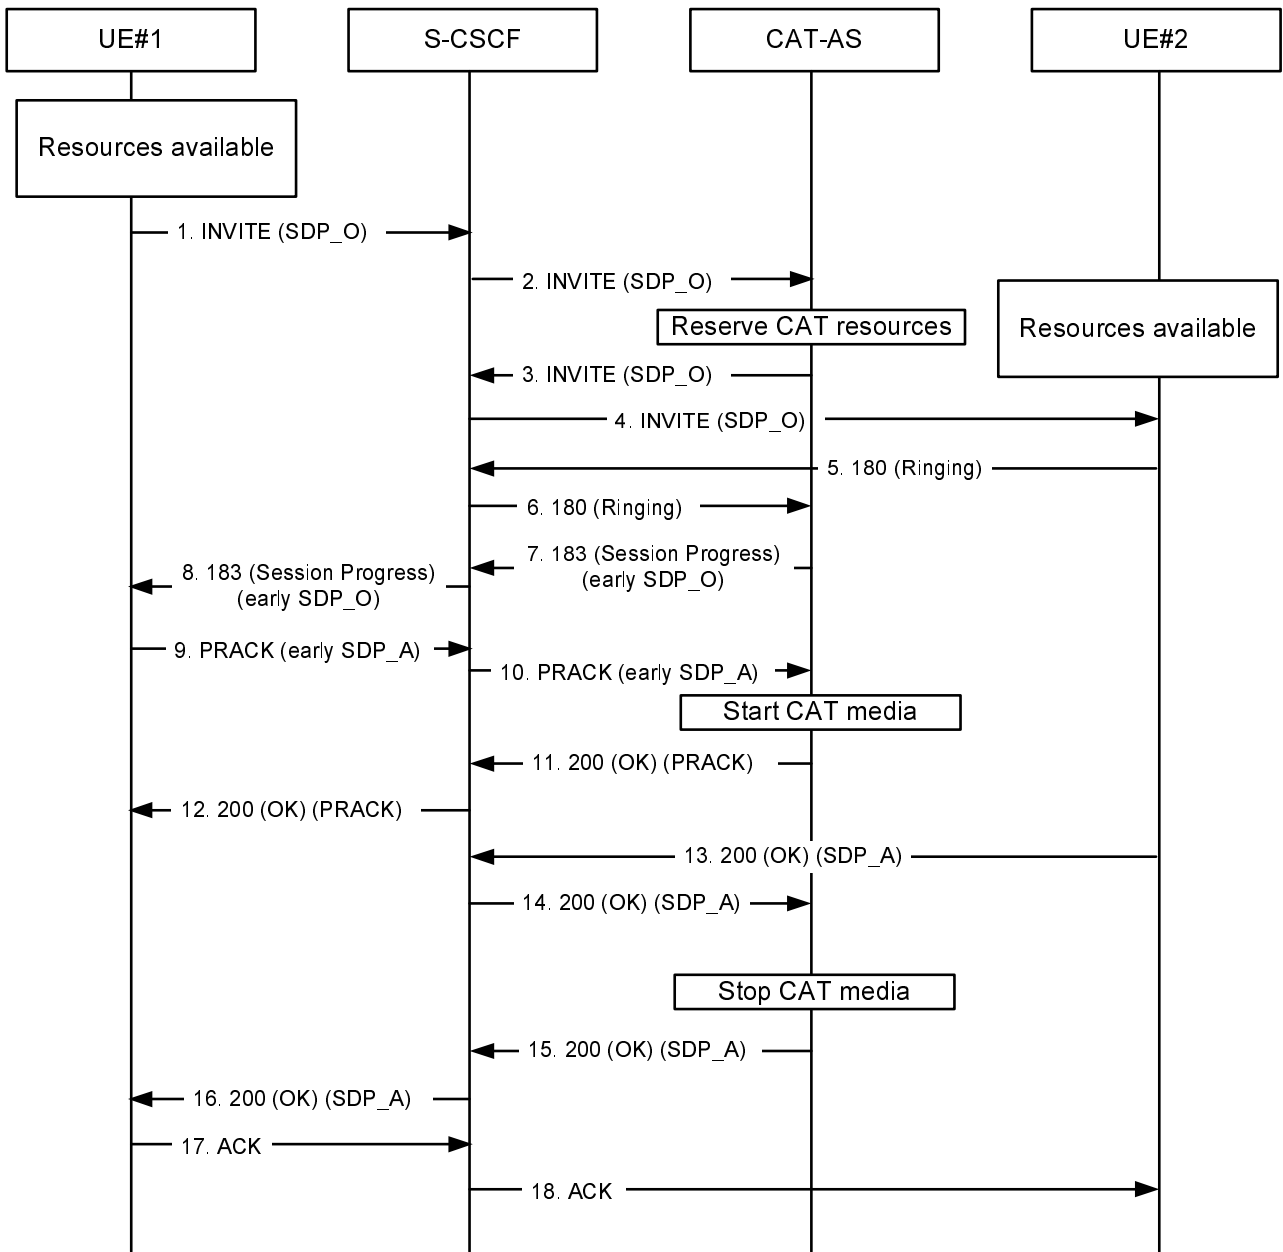 UE#1
S-CSCF
CAT-AS
UE#2
Resources available
1. INVITE (SDP_O)
2. INVITE (SDP_O)
Reserve CAT resources
Resources available
3. INVITE (SDP_O)
4. INVITE (SDP_O)
5. 180 (Ringing)
6. 180 (Ringing)
7. 183 (Session Progress)
(early SDP_O)
8. 183 (Session Progress)
(early SDP_O)
9. PRACK (early SDP_A)
10. PRACK (early SDP_A)
Start CAT media
11. 200 (OK) (PRACK)
12. 200 (OK) (PRACK)
13. 200 (OK) (SDP_A)
14. 200 (OK) (SDP_A)
Stop CAT media
15. 200 (OK) (SDP_A)
16. 200 (OK) (SDP_A)
17. ACK
18. ACK